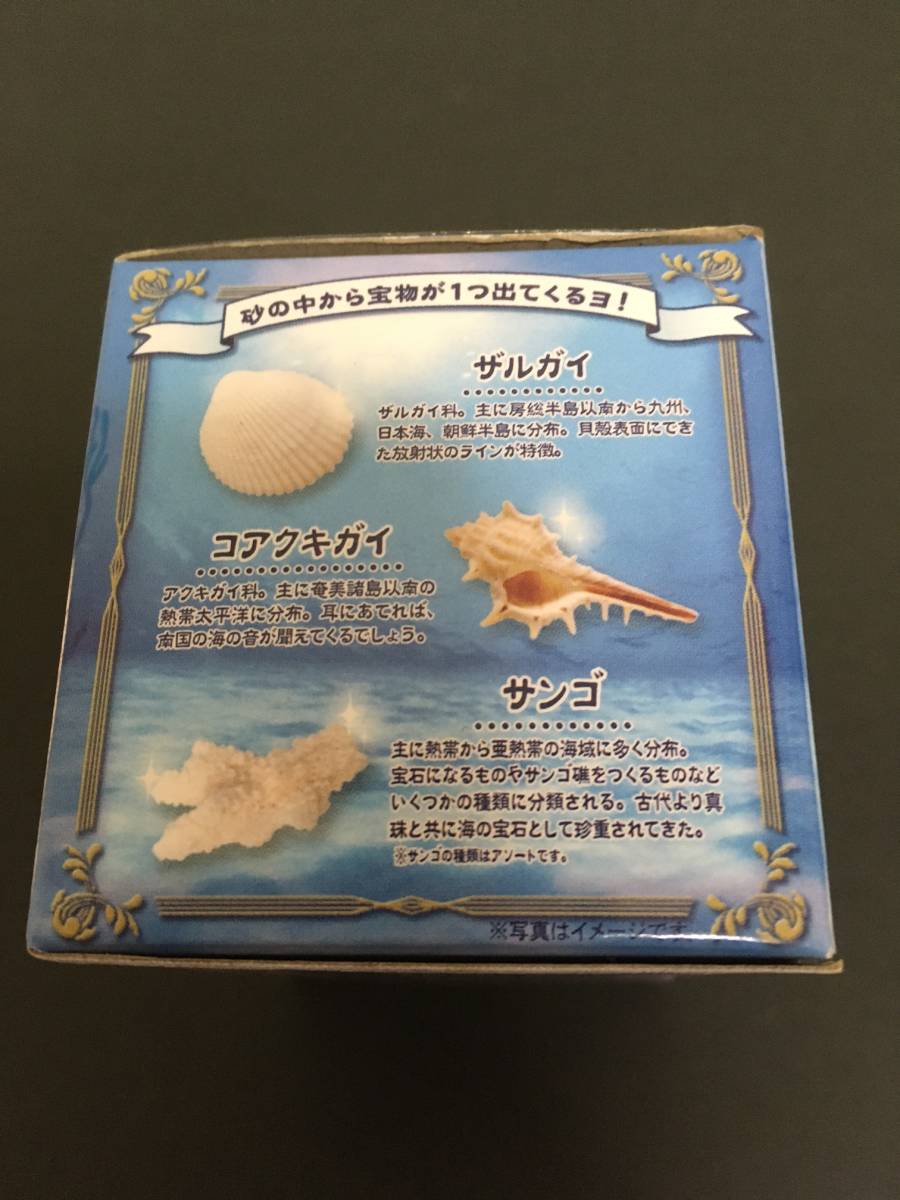 砂の中から宝物が1つ出てくるヨ!
ザルガイ
ザルガイ科。主に房総半島以南から九州、
日本海、朝鮮半島に分布。貝殻表面にでき
た放射状のラインが特徴。
コアクキガイ
アクキガイ科。主に奄美諸島以南の
熱帯太平洋に分布。耳にあてれば、
南国の海の音が聞えてくるでしょう。
サンゴ
主に熱帯から亜熱帯の海域に多く分布。
宝石になるものやサンゴ礁をつくるものなど
いくつかの種類に分類される。古代より真
珠と共に海の宝石として珍重されてきた。
※サンゴの種類はアソートです。
※写真はイメージです